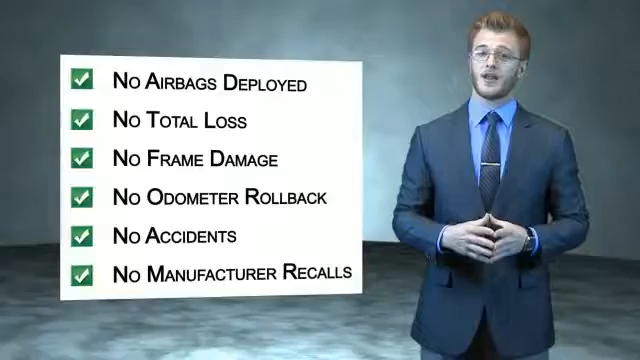 No Airbags Deployed
No Total Loss
No Frame Damage
No Odometer Rollback
No Accidents
No Manufacturer Recalls